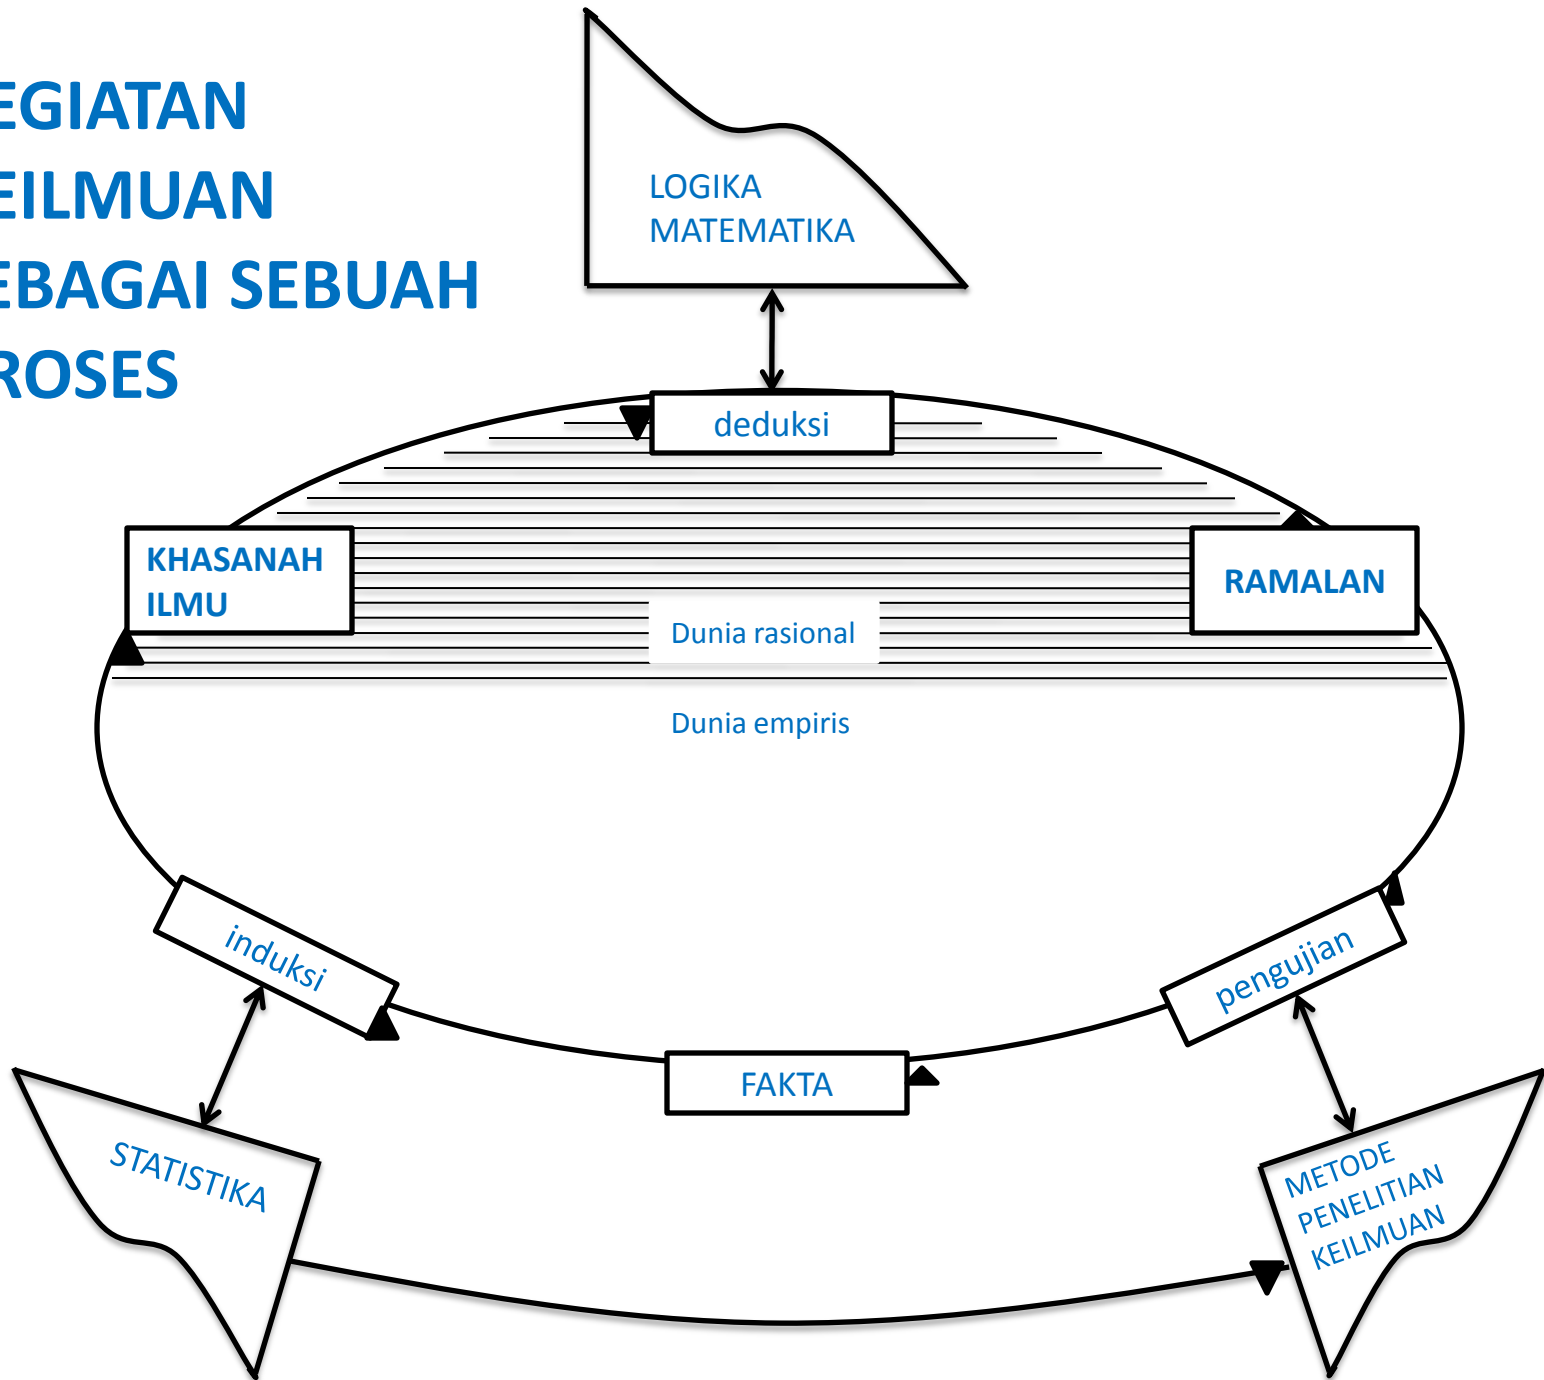 EGIATAN
EILMUAN
EBAGAI SEBUAH
ROSES
LOGIKA
MATEMATIKA
deduksi
KHASANAH
ILMU
RAMALAN
Dunia rasional
Dunia empiris
induksi
pengujian
FAKTA
STATISTIKA
METODE
PENELITIAN
KEILMUAN